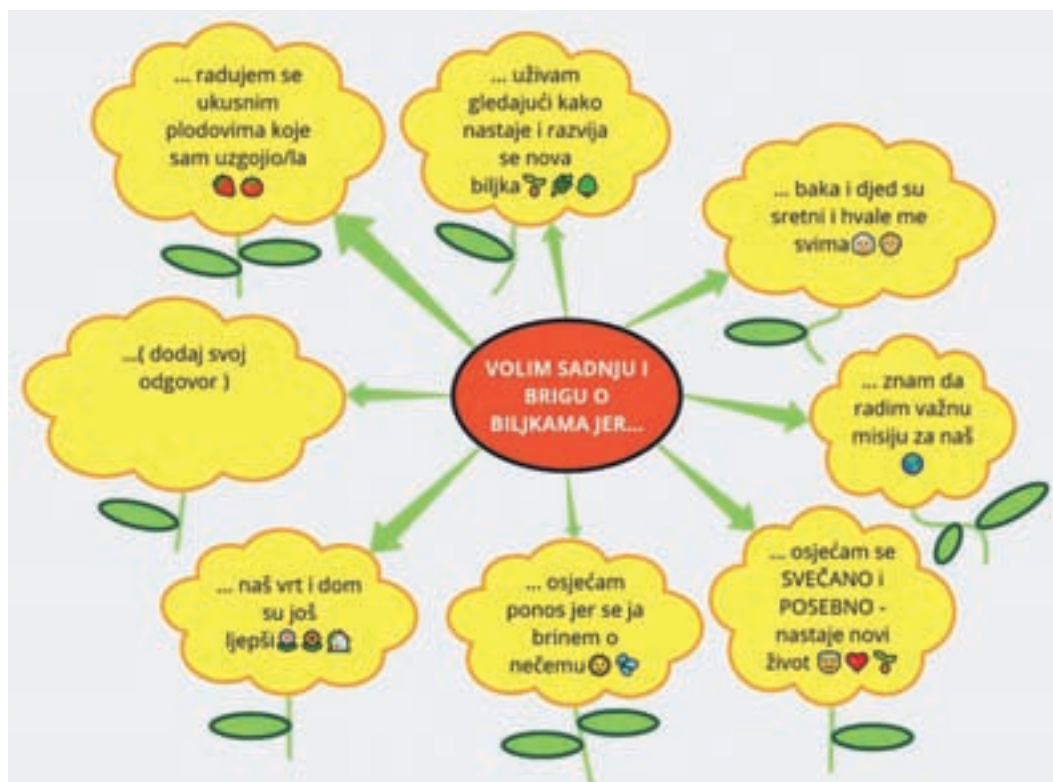 ... radujem se
ukusnim
plodovima koje
sam uzgojio/la
... uživam
gledajući kako
nastaje i razvija
se nova
biljka
... baka i djed su
sretni i hvale me
svima
...( dodaj svoj
odgovor )
VOLIM SADNJU I
BRIGU O
BILJKAMA JER...
... znam da
radim važnu
misiju za naš
... naš vrt i dom
su još
ljepši
... osjećam
ponos jer se ja
brinem o
nečemu
... osjećam se
SVEČANO i
POSEBNO -
nastaje novi
život